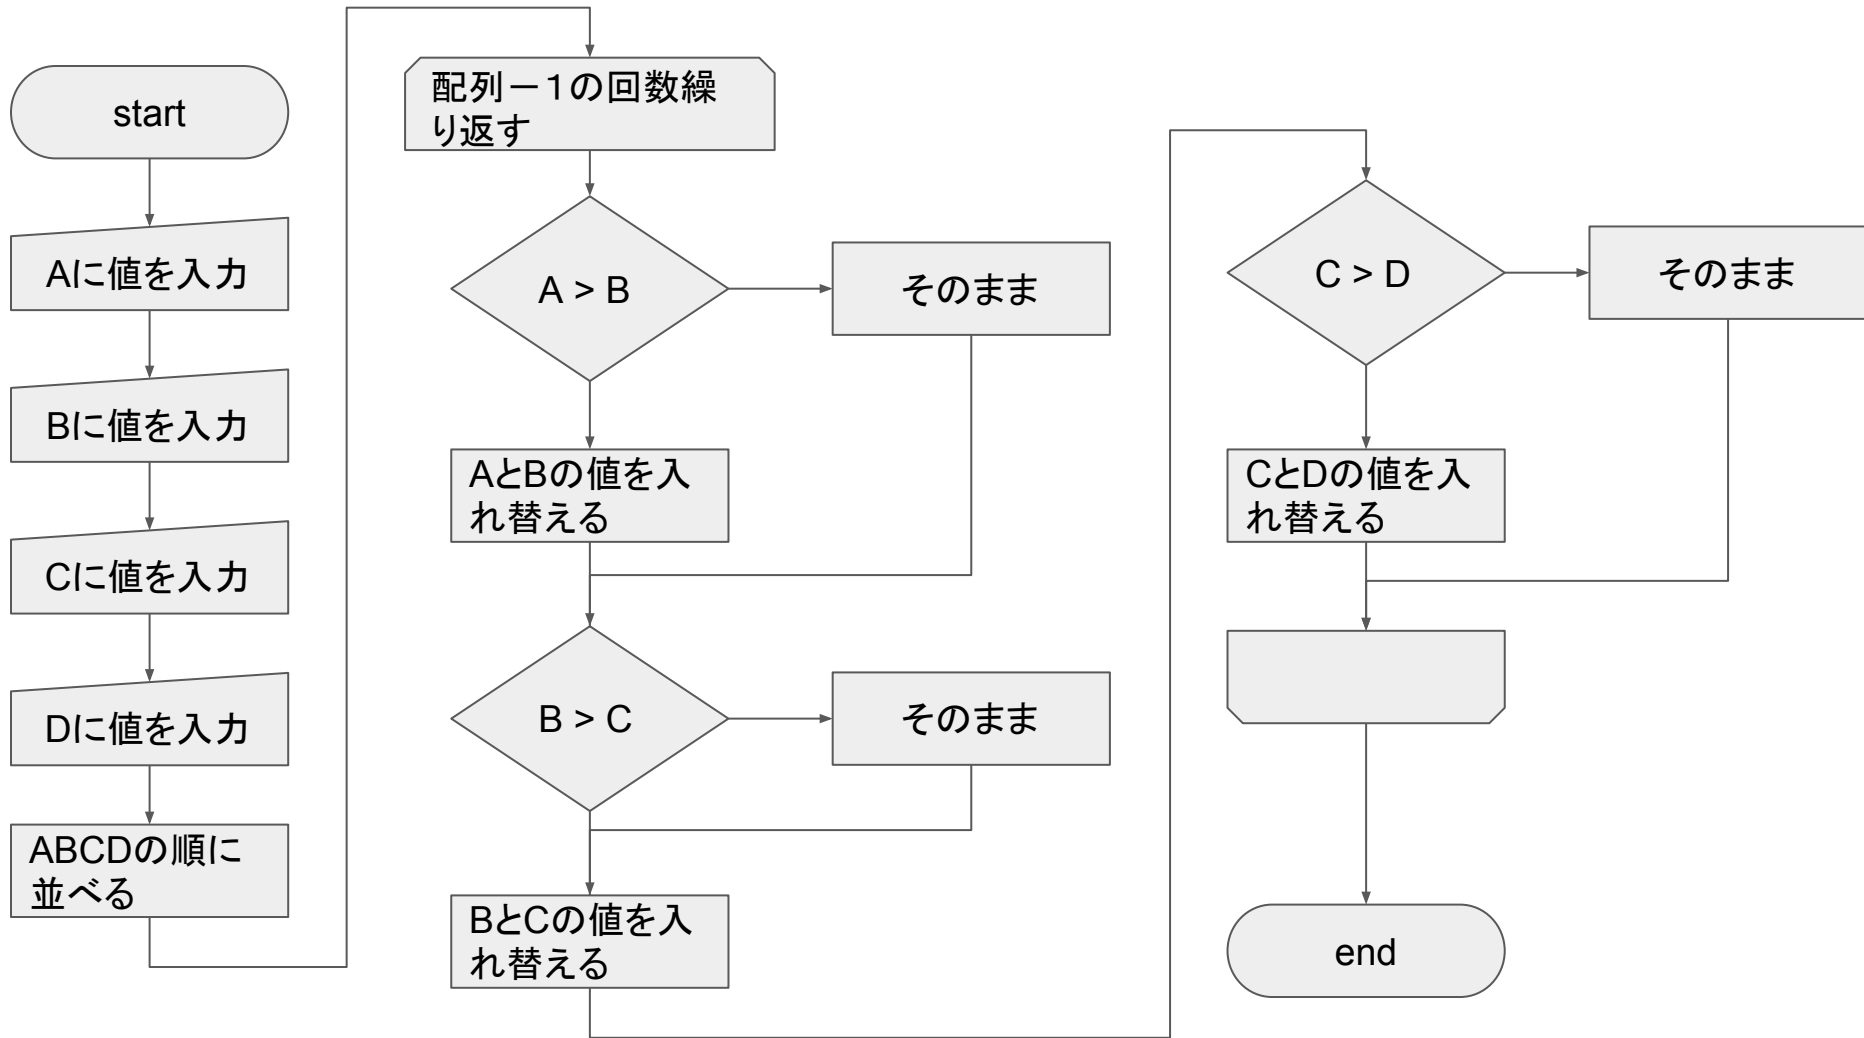 start
Aに値を入力
Bに値を入力
Cに値を入力
Dに値を入力
ABCDの順に
並べる
配列－１の回数繰
り返す
A > B
そのまま
AとBの値を入
れ替える
B > C
そのまま
BとCの値を入
れ替える
C > D
そのまま
CとDの値を入
れ替える
end